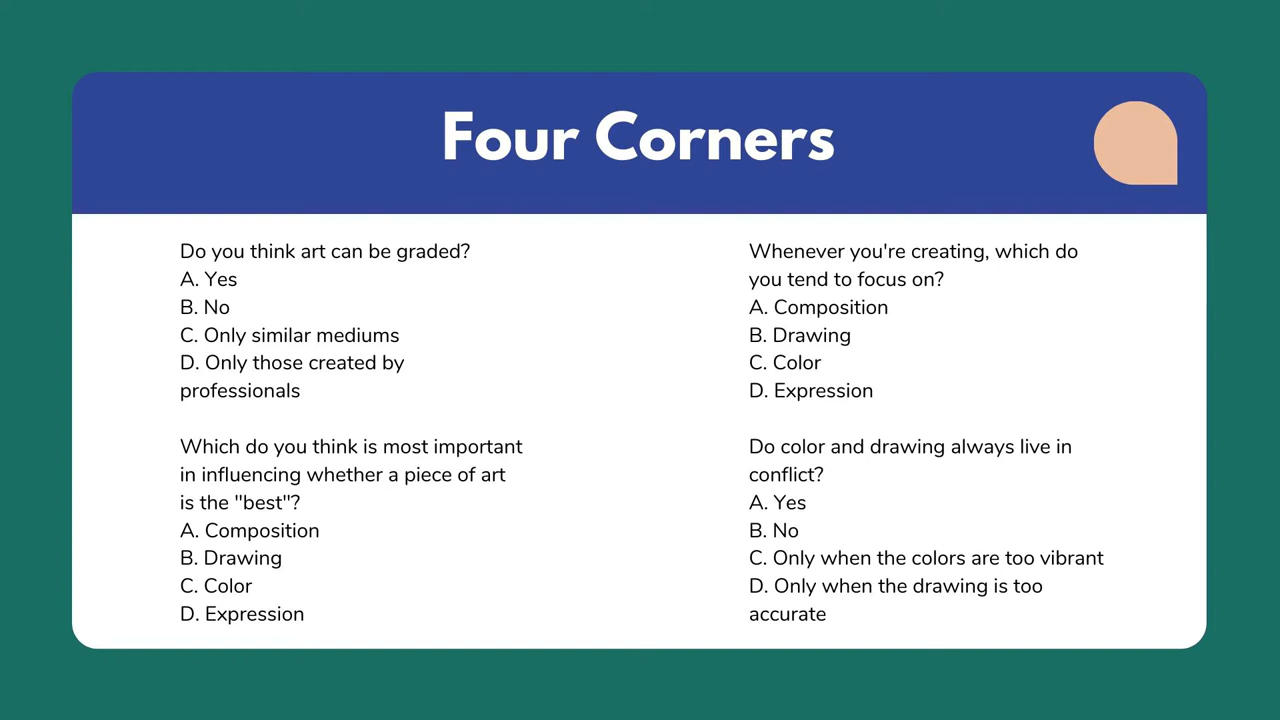 Four Corners
Do you think art can be graded?
A. Yes
B. No
C. Only similar mediums
D. Only those created by
professionals
Which do you think is most important
in influencing whether a piece of art
is the "best"?
A. Composition
B. Drawing
C. Color
D. Expression
Whenever you're creating, which do
you tend to focus on?
A. Composition
B. Drawing
C. Color
D. Expression
Do color and drawing always live in
conflict?
A. Yes
B. No
C. Only when the colors are too vibrant
D. Only when the drawing is too
accurate